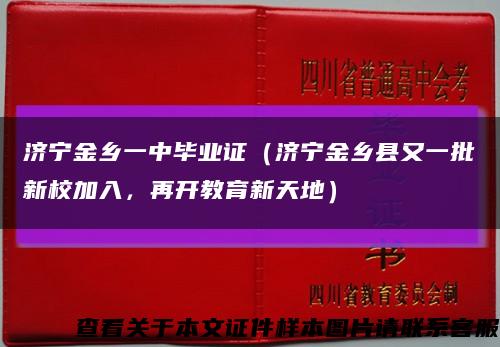 四川省普通高中会考
毕业证书
济宁金乡一中毕业证（济宁金乡县又一批
新校加入，再开教育新天地）
四川省教育委员会制
查看关于本文证件样本图片请联系客服